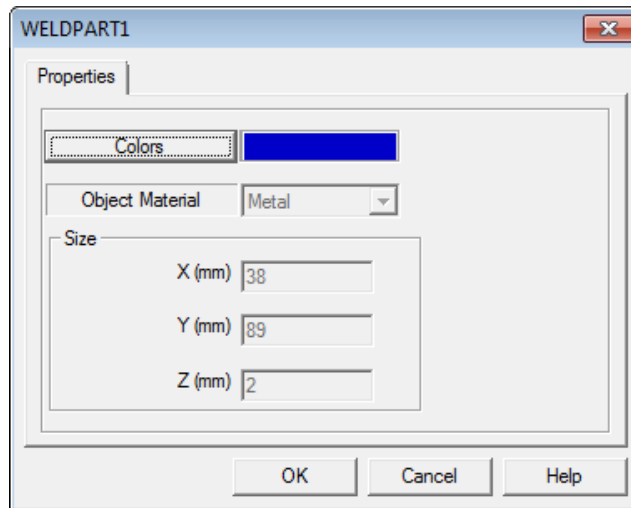 WELDPART1
Properties
Colors
Object Material Metal
Size
X (mm) 38
Y (mm) 89
Z (mm) 2
OK Cancel Help